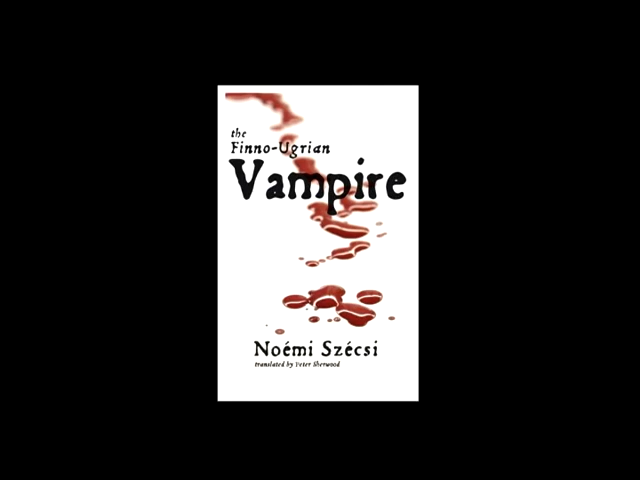 the
Finno-Ugrian
Vampire
Noémi Szécsi
translated by Peter Sherwood